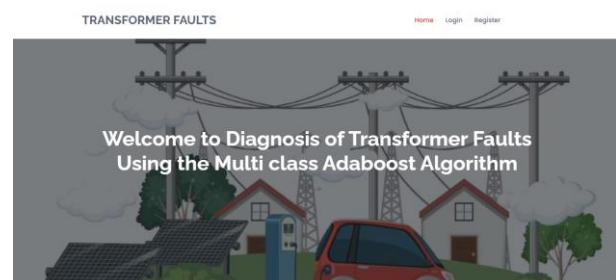 TRANSFORMER FAULTS
Home Login Register
Welcome to Diagnosis of Transformer Faults
Using the Multi class Adaboost Algorithm